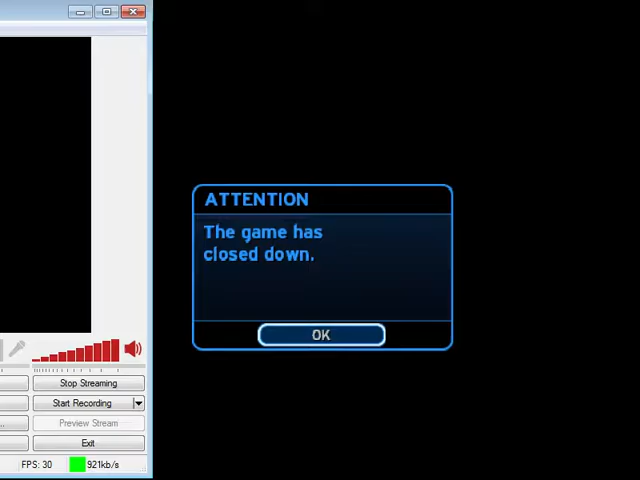 ATTENTION
The game has
closed down.
OK
Stop Streaming
Start Recording
...
Preview Stream
Exit
FPS: 30
921kb/s